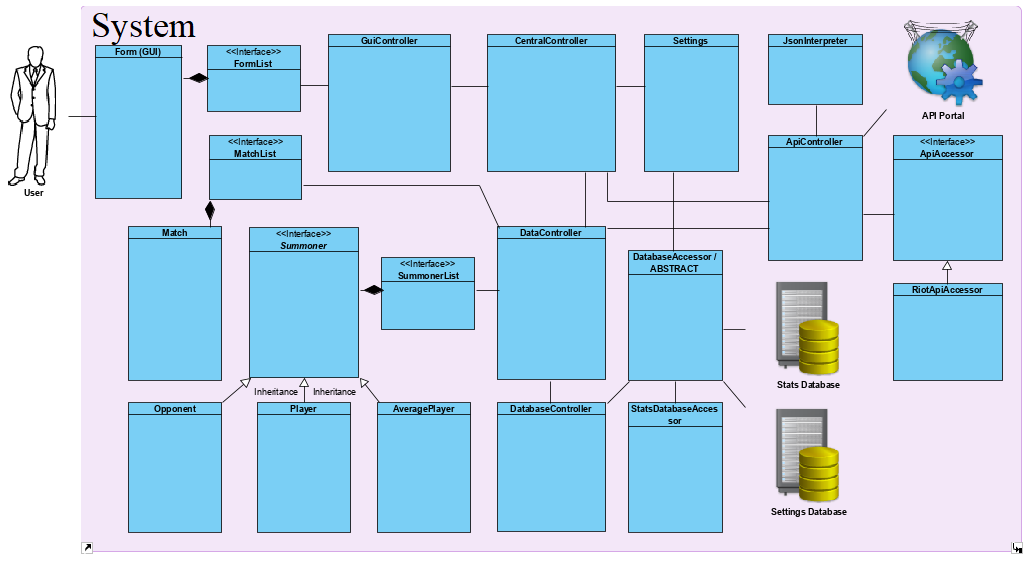 System
Form (GUI)
<<Interface>>
FormList
GuiController
CentralController
Settings
JsonInterpreter
API Portal
User
<<Interface>>
MatchList
ApiController
<<Interface>>
ApiAccessor
Match
<<Interface>>
Summoner
<<Interface>>
SummonerList
DataController
DatabaseAccessor /
ABSTRACT
RiotApiAccessor
Stats Database
Inheritance
Inheritance
Opponent
Player
AveragePlayer
DatabaseController
StatsDatabaseAcces
sor
Settings Database